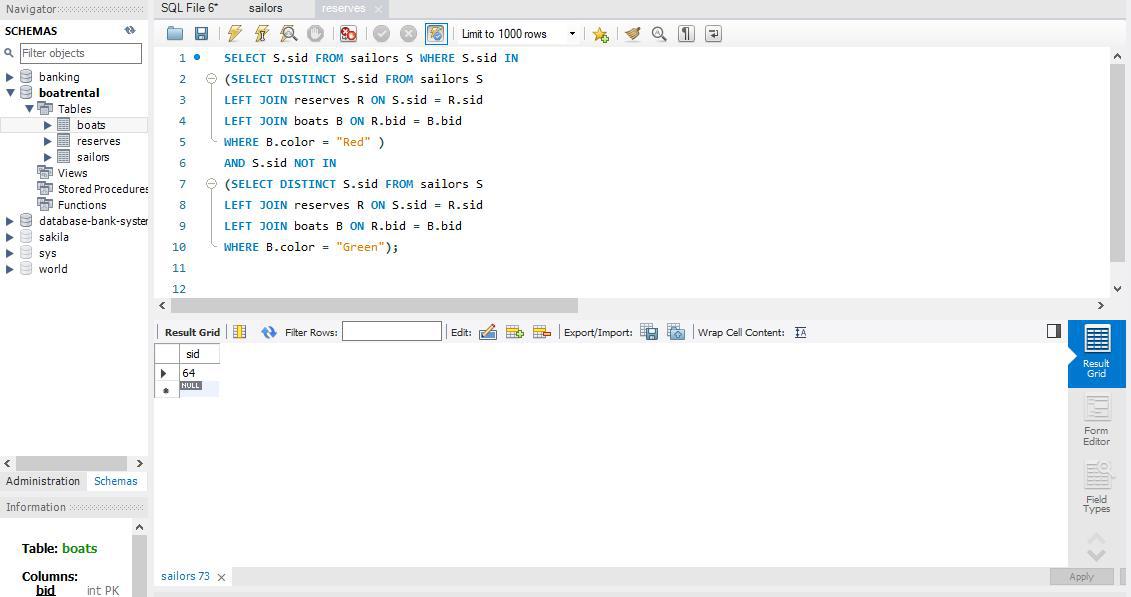 Navigator
SQL File 6*
sailors
reserves
SCHEMAS
Filter objects
banking
boatrental
Tables
boats
reserves
sailors
Views
Stored Procedures
Functions
database-bank-syster
sakila
sys
world
Administration
Schemas
Information
Table: boats
Columns:
bid int PK
Limit to 1000 rows
1 SELECT S.sid FROM sailors S WHERE S.sid IN
2 (SELECT DISTINCT S.sid FROM sailors S
3 LEFT JOIN reserves R ON S.sid = R.sid
4 LEFT JOIN boats B ON R.bid = B.bid
5 WHERE B.color = "Red" )
6 AND S.sid NOT IN
7 (SELECT DISTINCT S.sid FROM sailors S
8 LEFT JOIN reserves R ON S.sid = R.sid
9 LEFT JOIN boats B ON R.bid = B.bid
10 WHERE B.color = "Green");
11
12
Result Grid
Filter Rows:
Edit:
Export/Import:
Wrap Cell Content:
sid
64
NULL
Result
Grid
Form
Editor
Field
Types
sailors 73
Apply